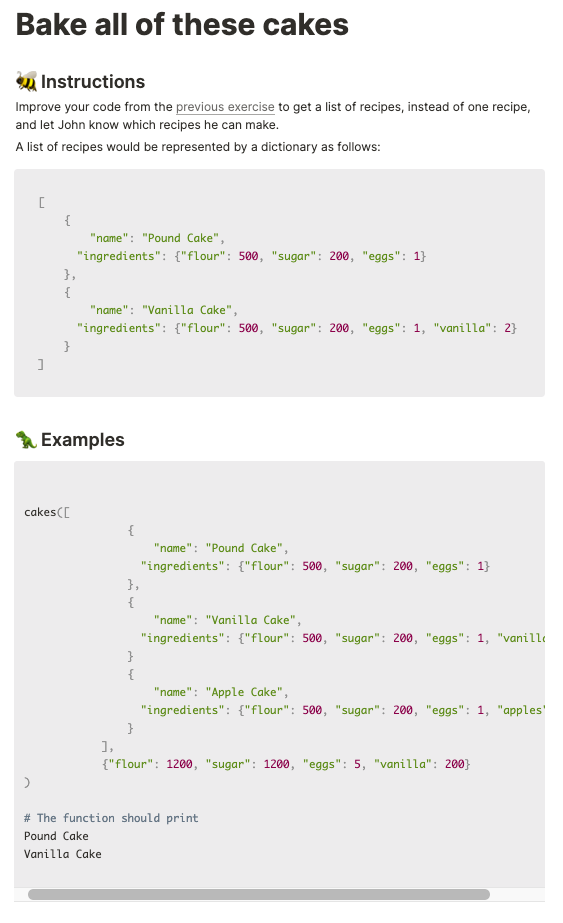 Bake all of these cakes
Instructions
Improve your code from the previous exercise to get a list of recipes, instead of one recipe,
and let John know which recipes he can make.
A list of recipes would be represented by a dictionary as follows:
[
{
"name": "Pound Cake",
"ingredients": {"flour": 500, "sugar": 200, "eggs": 1}
},
{
"name": "Vanilla Cake",
"ingredients": {"flour": 500, "sugar": 200, "eggs": 1, "vanilla": 2}
}
]
Examples
cakes([
{
"name": "Pound Cake",
"ingredients": {"flour": 500, "sugar": 200, "eggs": 1}
},
{
"name": "Vanilla Cake",
"ingredients": {"flour": 500, "sugar": 200, "eggs": 1, "vanill
}
{
"name": "Apple Cake",
"ingredients": {"flour": 500, "sugar": 200, "eggs": 1, "apples"
}
],
{"flour": 1200, "sugar": 1200, "eggs": 5, "vanilla": 200}
)
# The function should print
Pound Cake
Vanilla Cake